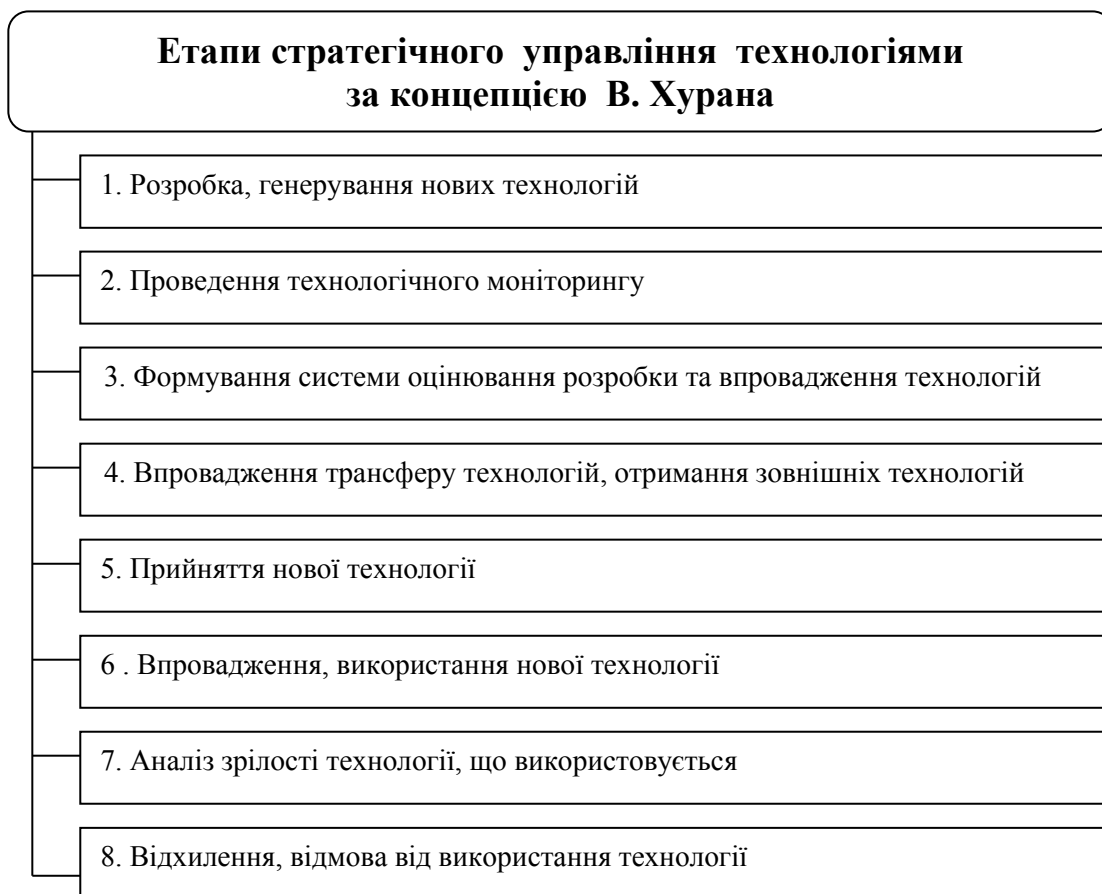 Етапи стратегічного управління технологіями
за концепцією В. Хурана
1. Розробка, генерування нових технологій
2. Проведення технологічного моніторингу
3. Формування системи оцінювання розробки та впровадження технологій
4. Впровадження трансферу технологій, отримання зовнішніх технологій
5. Прийняття нової технології
6 . Впровадження, використання нової технології
7. Аналіз зрілості технології, що використовується
8. Відхилення, відмова від використання технології